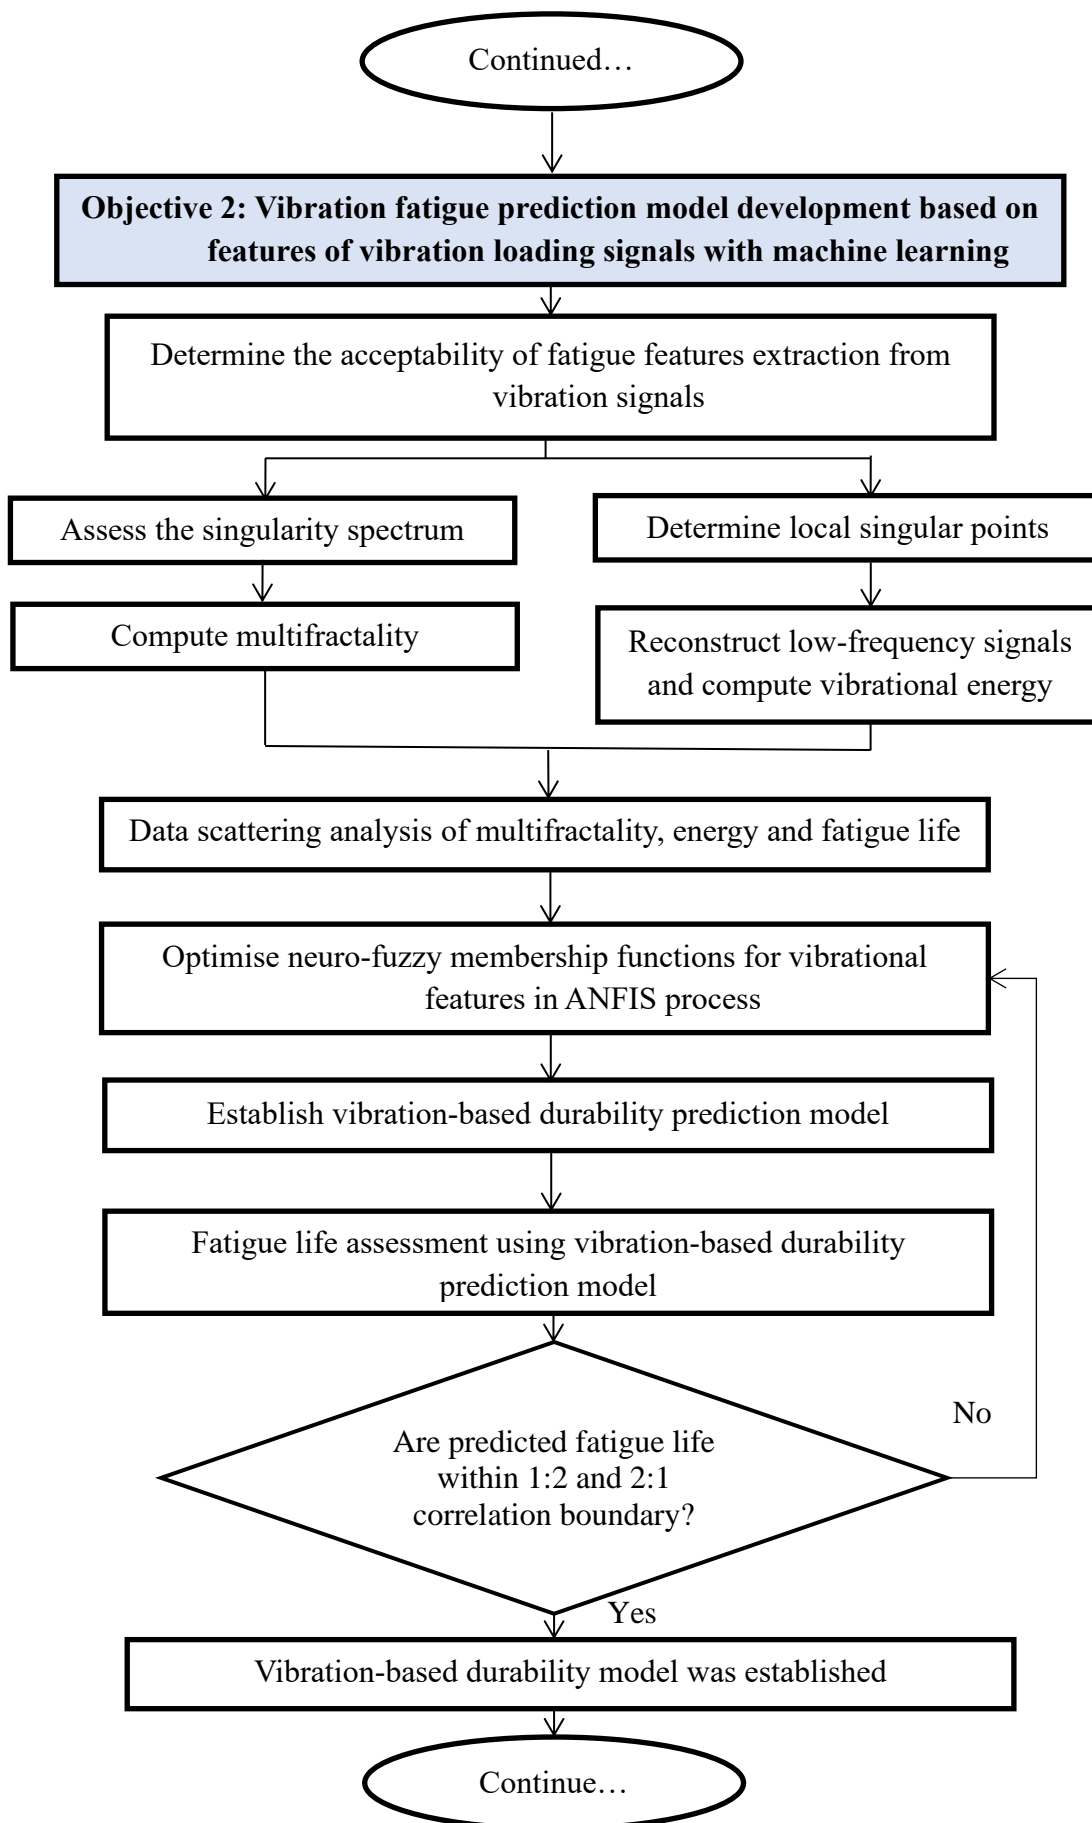 Continued…
Objective 2: Vibration fatigue prediction model development based on
features of vibration loading signals with machine learning
Determine the acceptability of fatigue features extraction from
vibration signals
Assess the singularity spectrum
Determine local singular points
Compute multifractality
Reconstruct low-frequency signals
and compute vibrational energy
Data scattering analysis of multifractality, energy and fatigue life
Optimise neuro-fuzzy membership functions for vibrational
features in ANFIS process
Establish vibration-based durability prediction model
Fatigue life assessment using vibration-based durability
prediction model
No
Are predicted fatigue life
within 1:2 and 2:1
correlation boundary?
Yes
Vibration-based durability model was established
Continue…